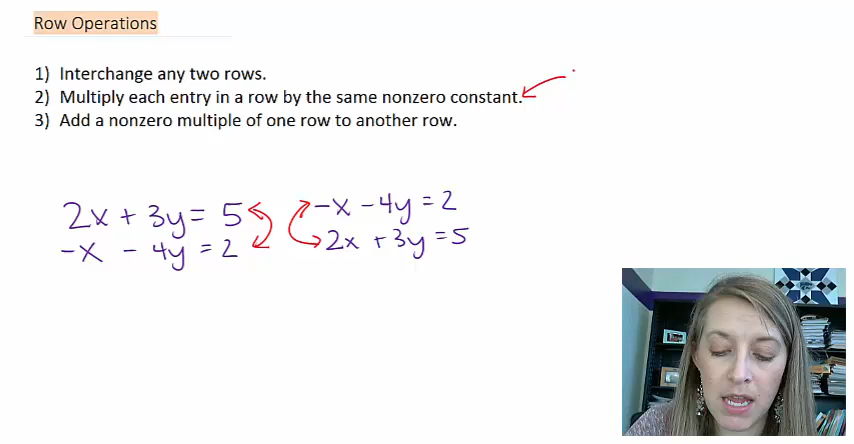 Row Operations
1) Interchange any two rows.
2) Multiply each entry in a row by the same nonzero constant.
3) Add a nonzero multiple of one row to another row.
2x + 3y = 5
-x - 4y = 2
-x - 4y = 2
2x + 3y = 5